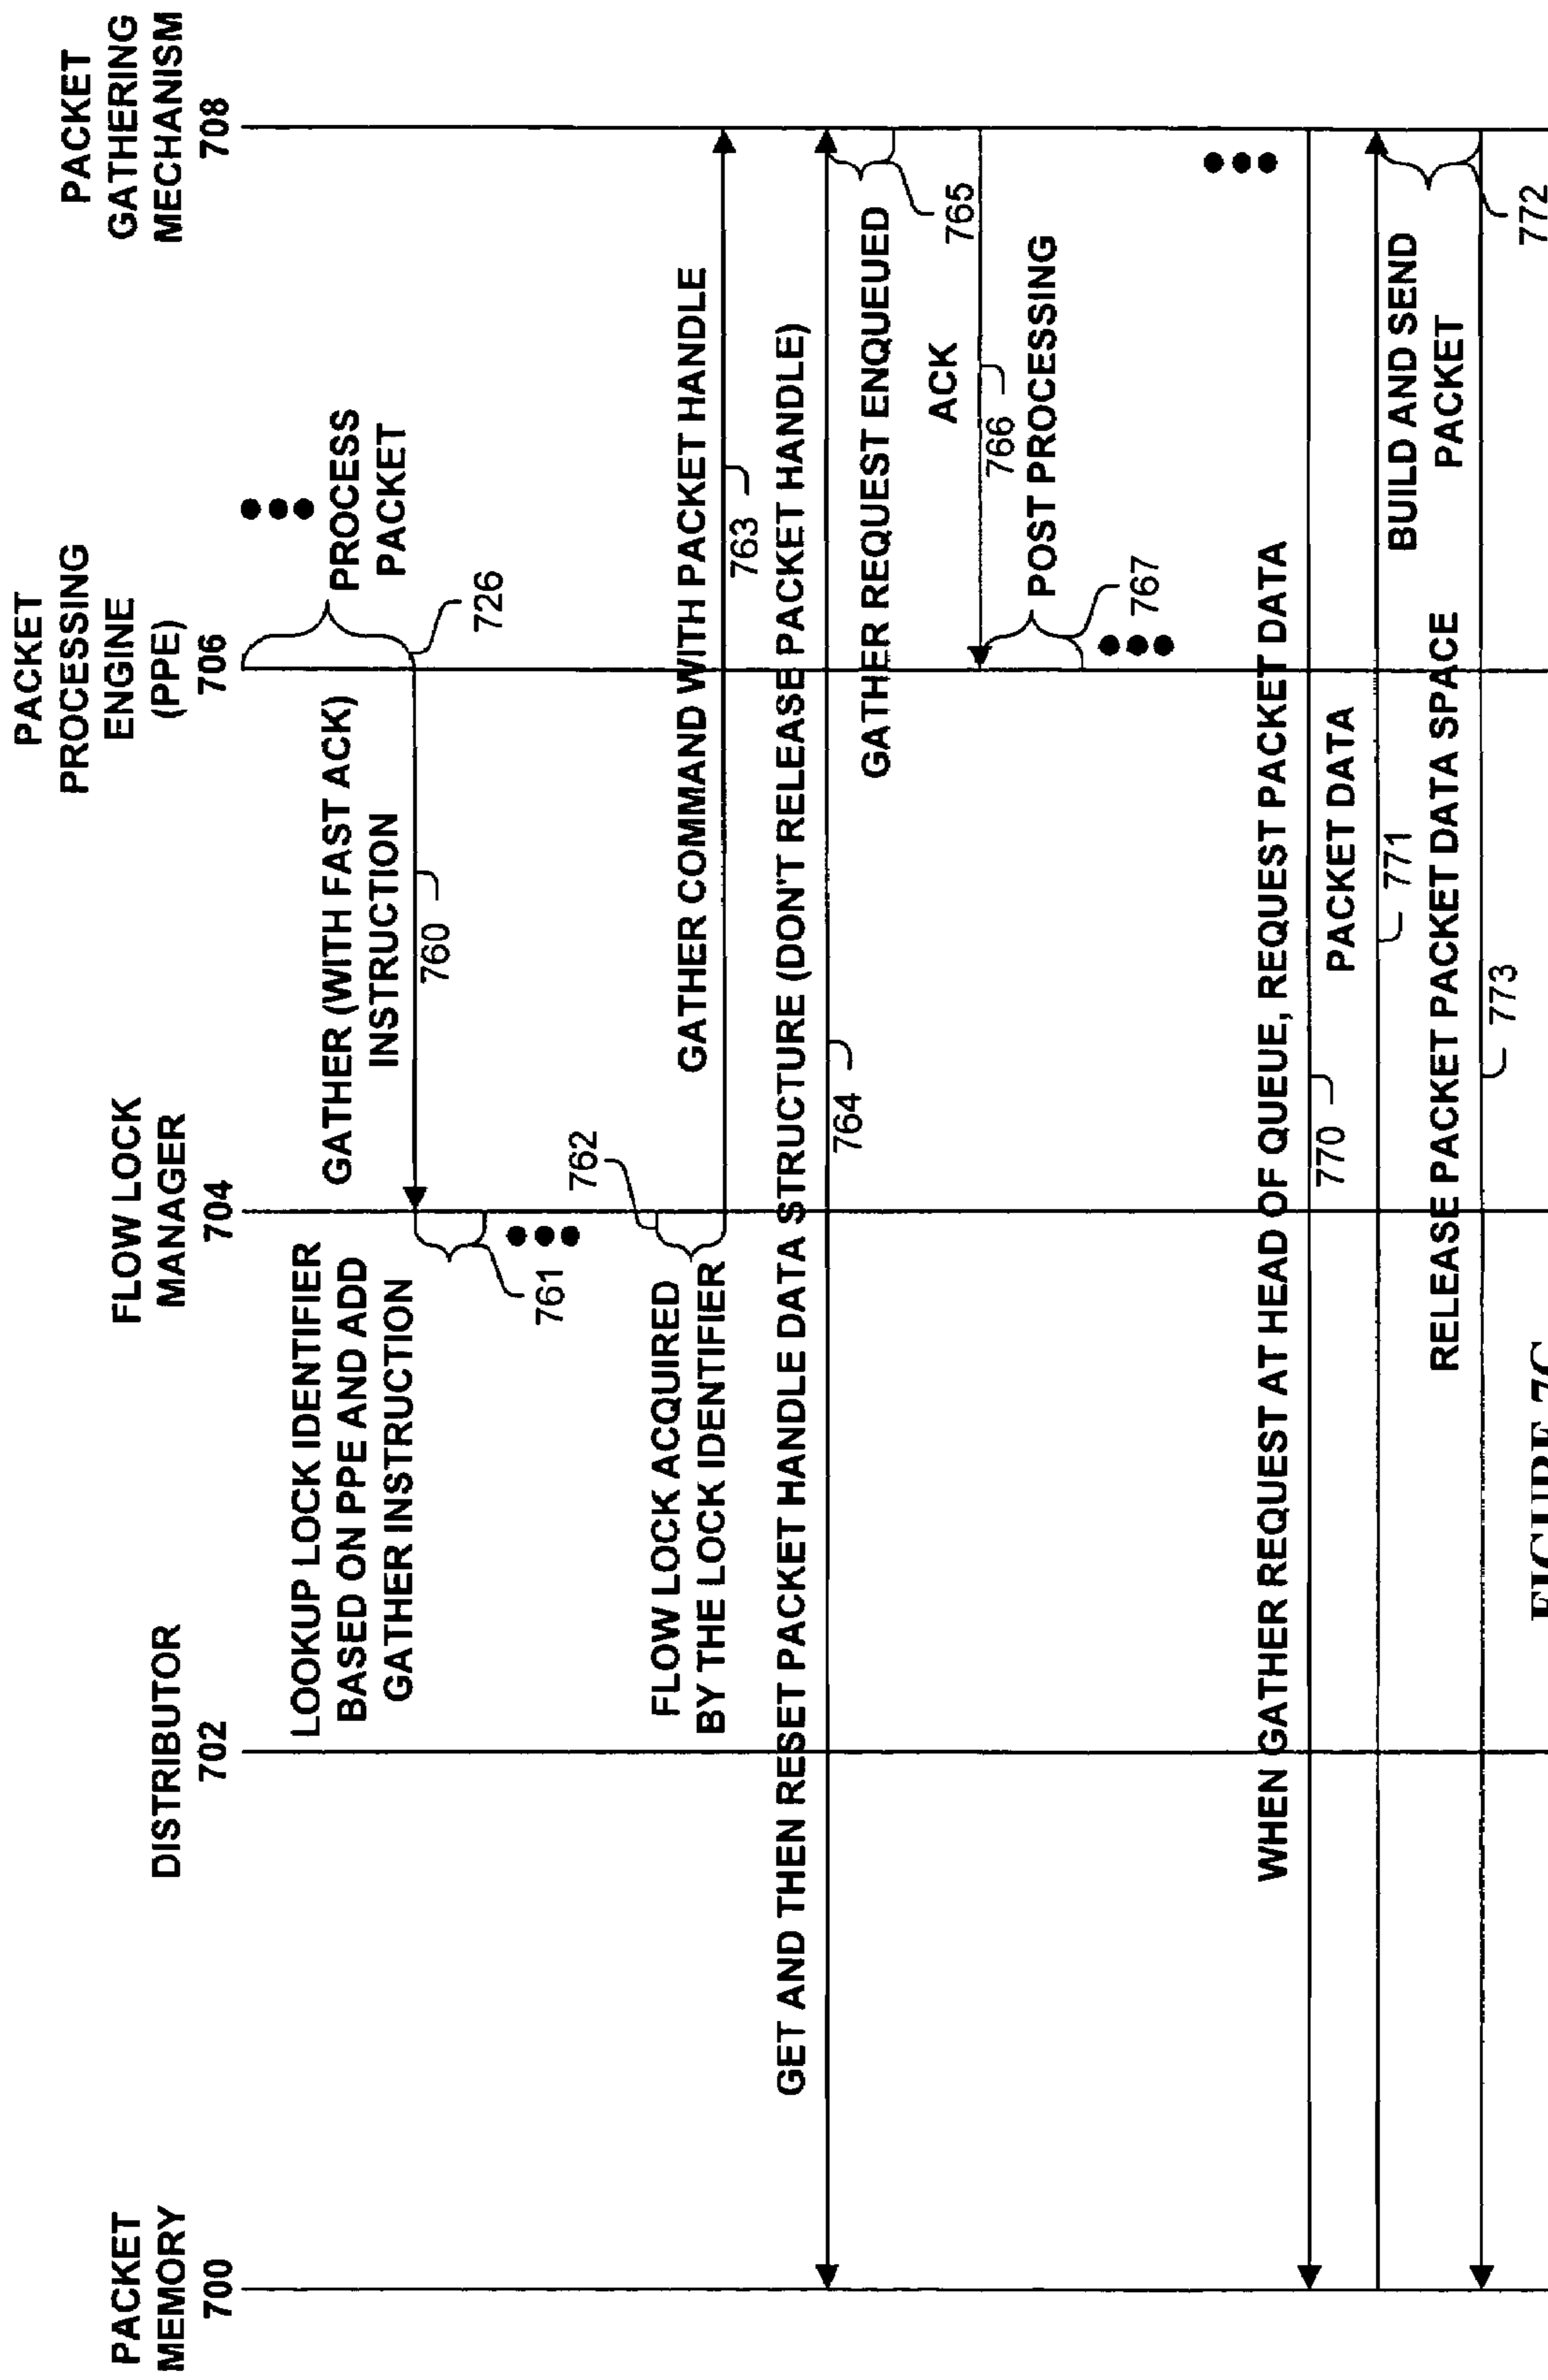 PACKET
MEMORY
700
DISTRIBUTOR
702
FLOW LOCK
MANAGER
704
PACKET
PROCESSING
ENGINE
(PPE)
706
PACKET
GATHERING
MECHANISM
708
PROCESS
PACKET
726
GATHER (WITH FAST ACK)
INSTRUCTION
760
LOOKUP LOCK IDENTIFIER
BASED ON PPE AND ADD
GATHER INSTRUCTION
761
762
FLOW LOCK ACQUIRED
BY THE LOCK IDENTIFIER
GATHER COMMAND WITH PACKET HANDLE
763
GET AND THEN RESET PACKET HANDLE DATA STRUCTURE (DON'T RELEASE PACKET HANDLE)
764
GATHER REQUEST ENQUEUED
765
ACK
766
POST PROCESSING
767
WHEN GATHER REQUEST AT HEAD OF QUEUE, REQUEST PACKET DATA
770
PACKET DATA
771
BUILD AND SEND
PACKET
772
RELEASE PACKET PACKET DATA SPACE
773
FIGURE 7C